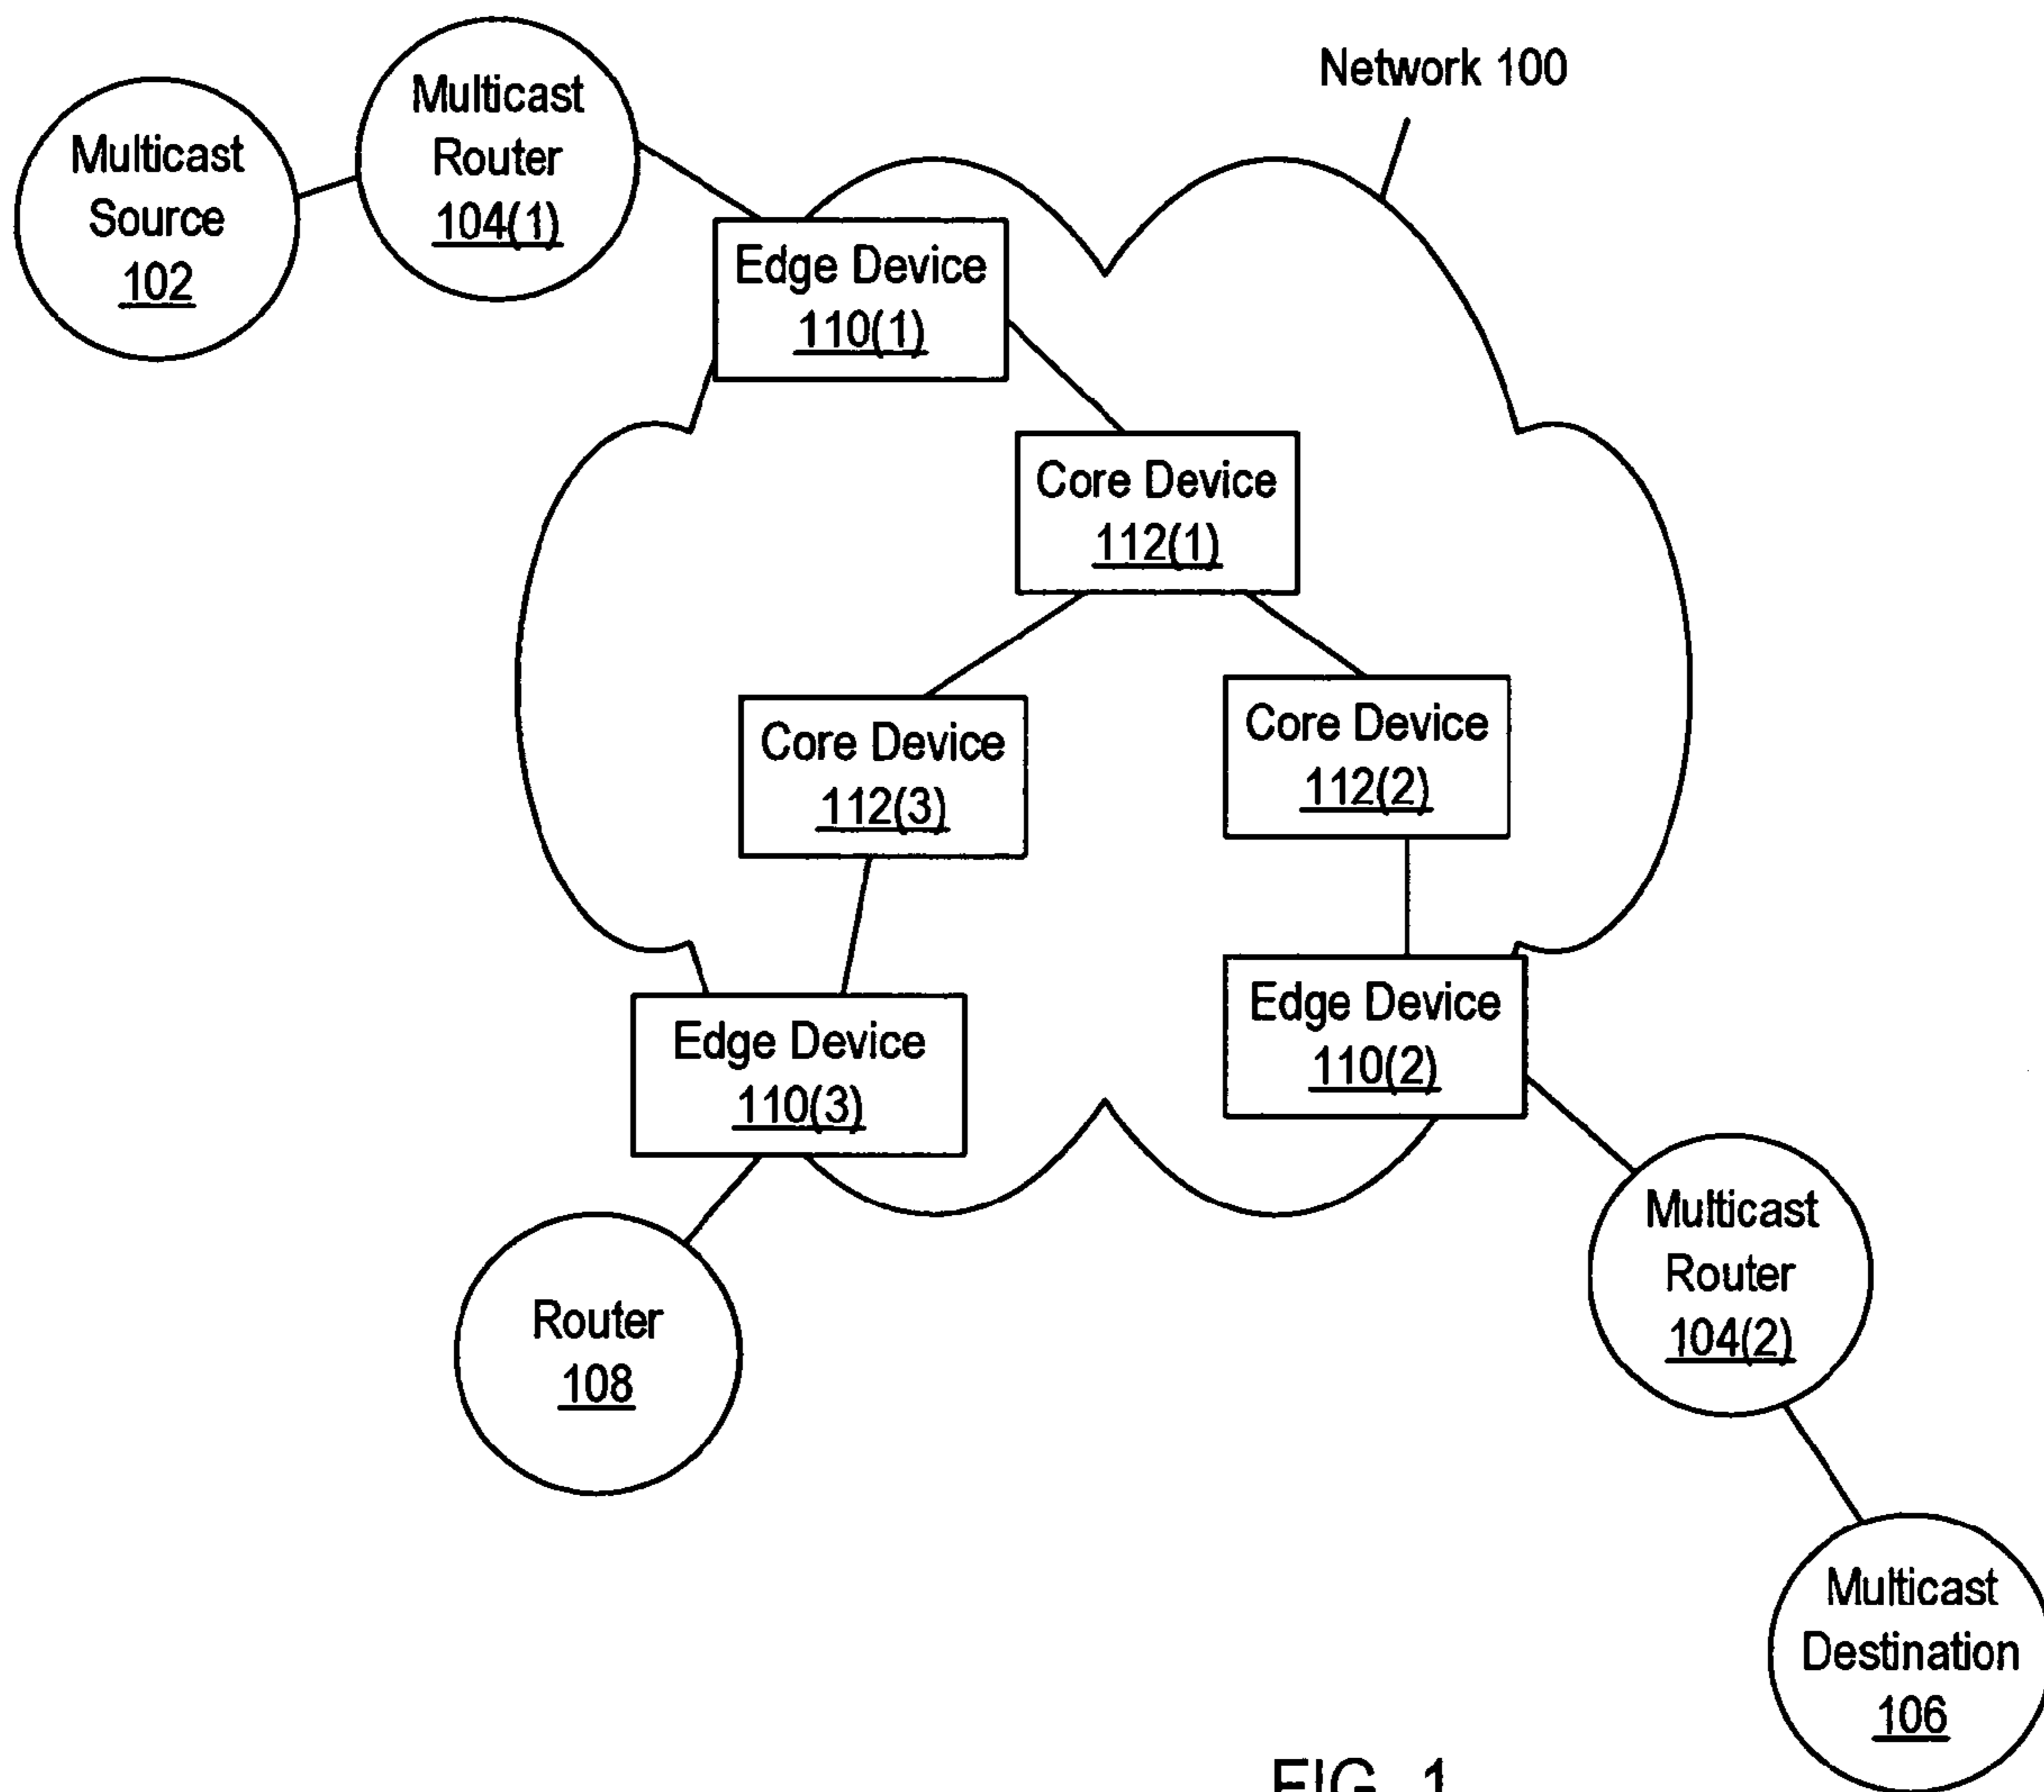 Network 100
Multicast
Router
104(1)
Multicast
Source
102
Edge Device
110(1)
Core Device
112(1)
Core Device
112(3)
Core Device
112(2)
Edge Device
110(3)
Edge Device
110(2)
Router
108
Multicast
Router
104(2)
Multicast
Destination
106
FIG. 1